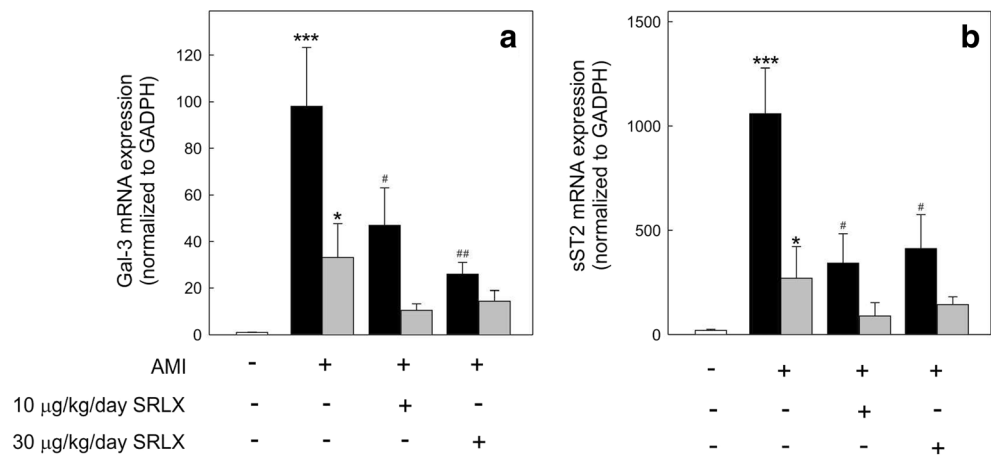 a
Gal-3 mRNA expression
(normalized to GADPH)
120
100
80
60
40
20
0
***
*
#
##
b
sST2 mRNA expression
(normalized to GADPH)
1500
1000
500
0
***
*
#
#
AMI - + + + - + + +
10 µg/kg/day SRLX - - + - - - + -
30 µg/kg/day SRLX - - - + - - - +